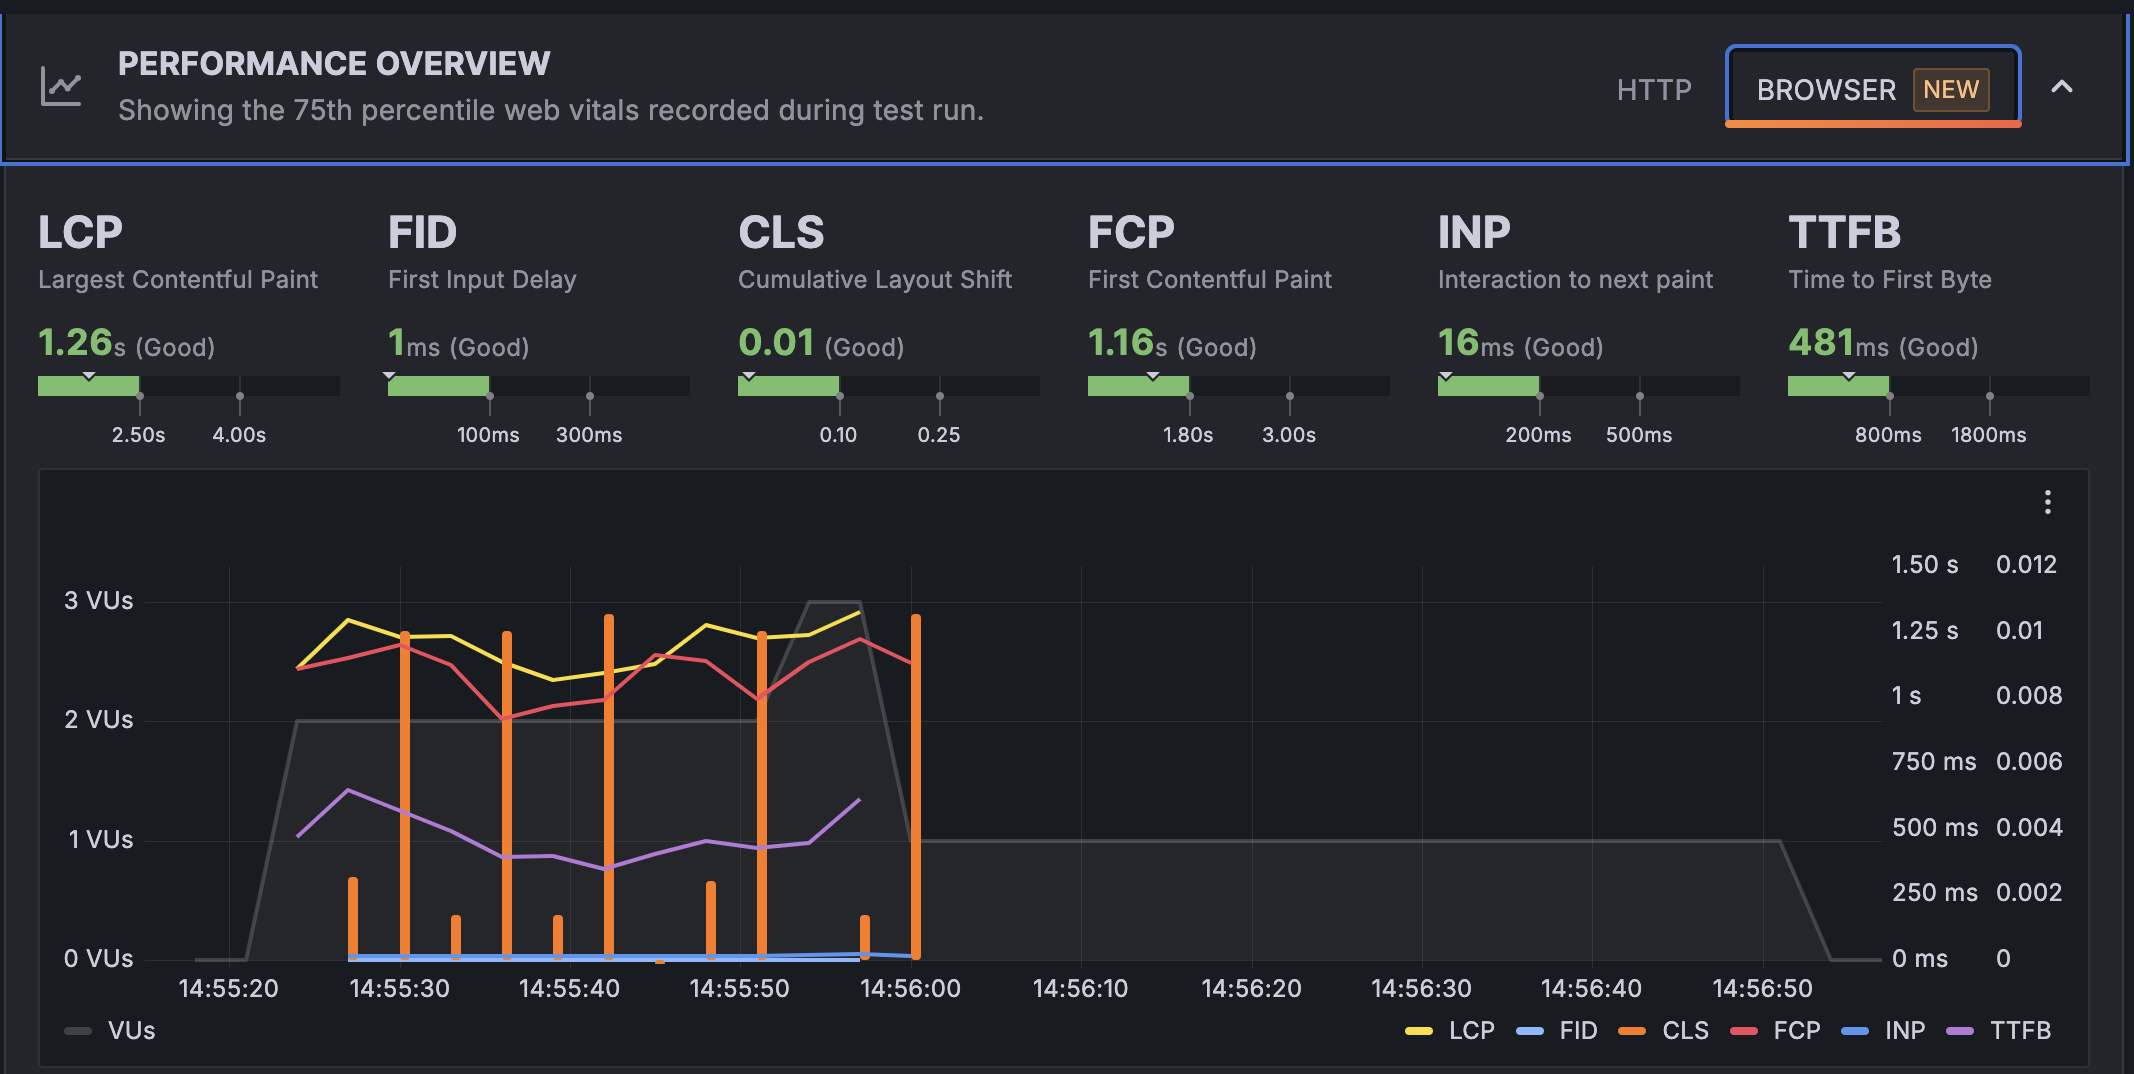 PERFORMANCE OVERVIEW
Showing the 75th percentile web vitals recorded during test run.
HTTP
BROWSER NEW
LCP
Largest Contentful Paint
1.26s (Good)
2.50s 4.00s
FID
First Input Delay
1ms (Good)
100ms 300ms
CLS
Cumulative Layout Shift
0.01 (Good)
0.10 0.25
FCP
First Contentful Paint
1.16s (Good)
1.80s 3.00s
INP
Interaction to next paint
16ms (Good)
200ms 500ms
TTFB
Time to First Byte
481ms (Good)
800ms 1800ms
3 VUs
2 VUs
1 VUs
0 VUs
1.50 s 0.012
1.25 s 0.01
1 s 0.008
750 ms 0.006
500 ms 0.004
250 ms 0.002
0 ms 0
14:55:20 14:55:30 14:55:40 14:55:50 14:56:00 14:56:10 14:56:20 14:56:30 14:56:40 14:56:50
VUs
LCP FID CLS FCP INP TTFB